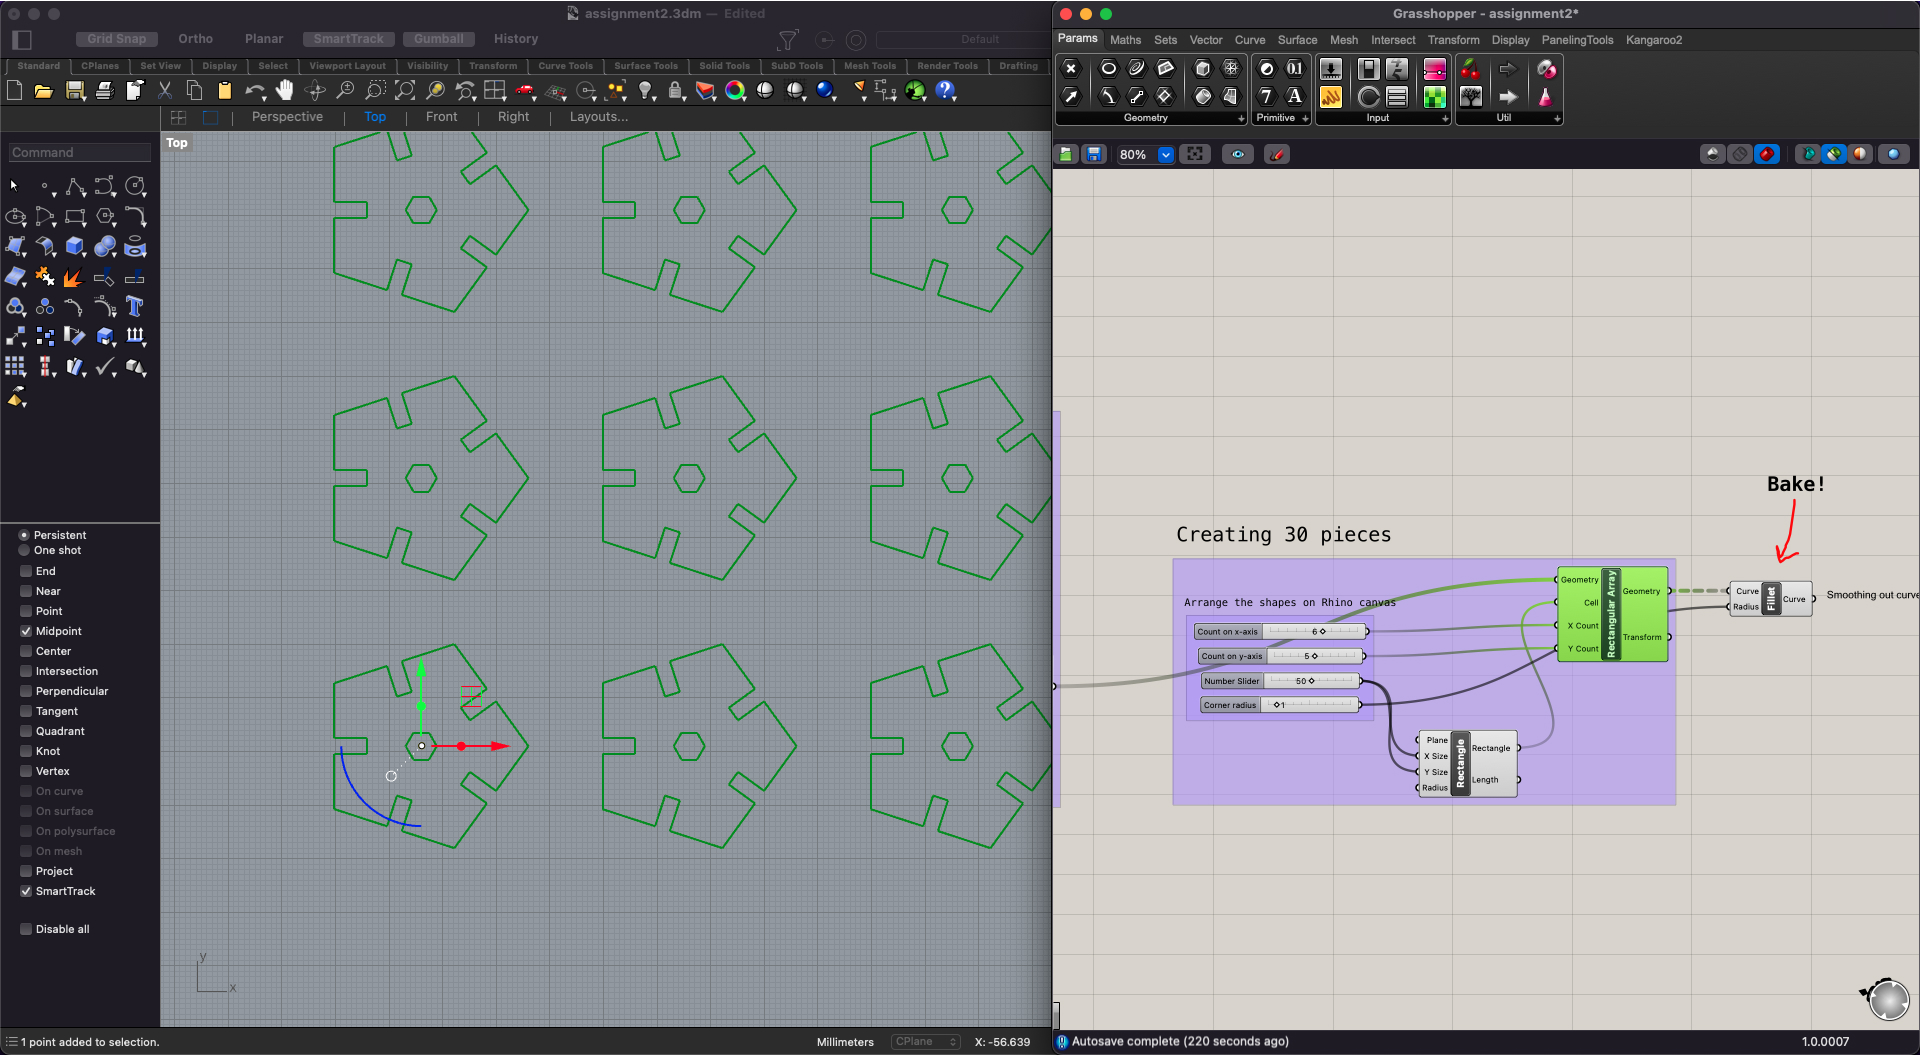 assignment2.3dm — Edited
Grid Snap Ortho Planar SmartTrack Gumball History Default
Standard CPlanes Set View Display Select Viewport Layout Visibility Transform Curve Tools Surface Tools Solid Tools SubD Tools Mesh Tools Render Tools Drafting
Perspective Top Front Right Layouts...
Command
Top
Persistent
One shot
End
Near
Point
Midpoint
Center
Intersection
Perpendicular
Tangent
Quadrant
Knot
Vertex
On curve
On surface
On polysurface
On mesh
Project
SmartTrack
Disable all
y
x
1 point added to selection.
Millimeters CPlane X: -56.639
Grasshopper - assignment2*
Params Maths Sets Vector Curve Surface Mesh Intersect Transform Display PanelingTools Kangaroo2
Geometry Primitive Input Util
80%
Bake!
Creating 30 pieces
Arrange the shapes on Rhino canvas
Count on x-axis 6
Count on y-axis 5
Number Slider 50
Corner radius 1
Geometry
Cell
X Count
Y Count
Rectangular Array
Geometry
Transform
Curve
Radius
Fillet
Curve
Smoothing out curve
Plane
X Size
Y Size
Radius
Rectangle
Rectangle
Length
Autosave complete (220 seconds ago)
1.0.0007